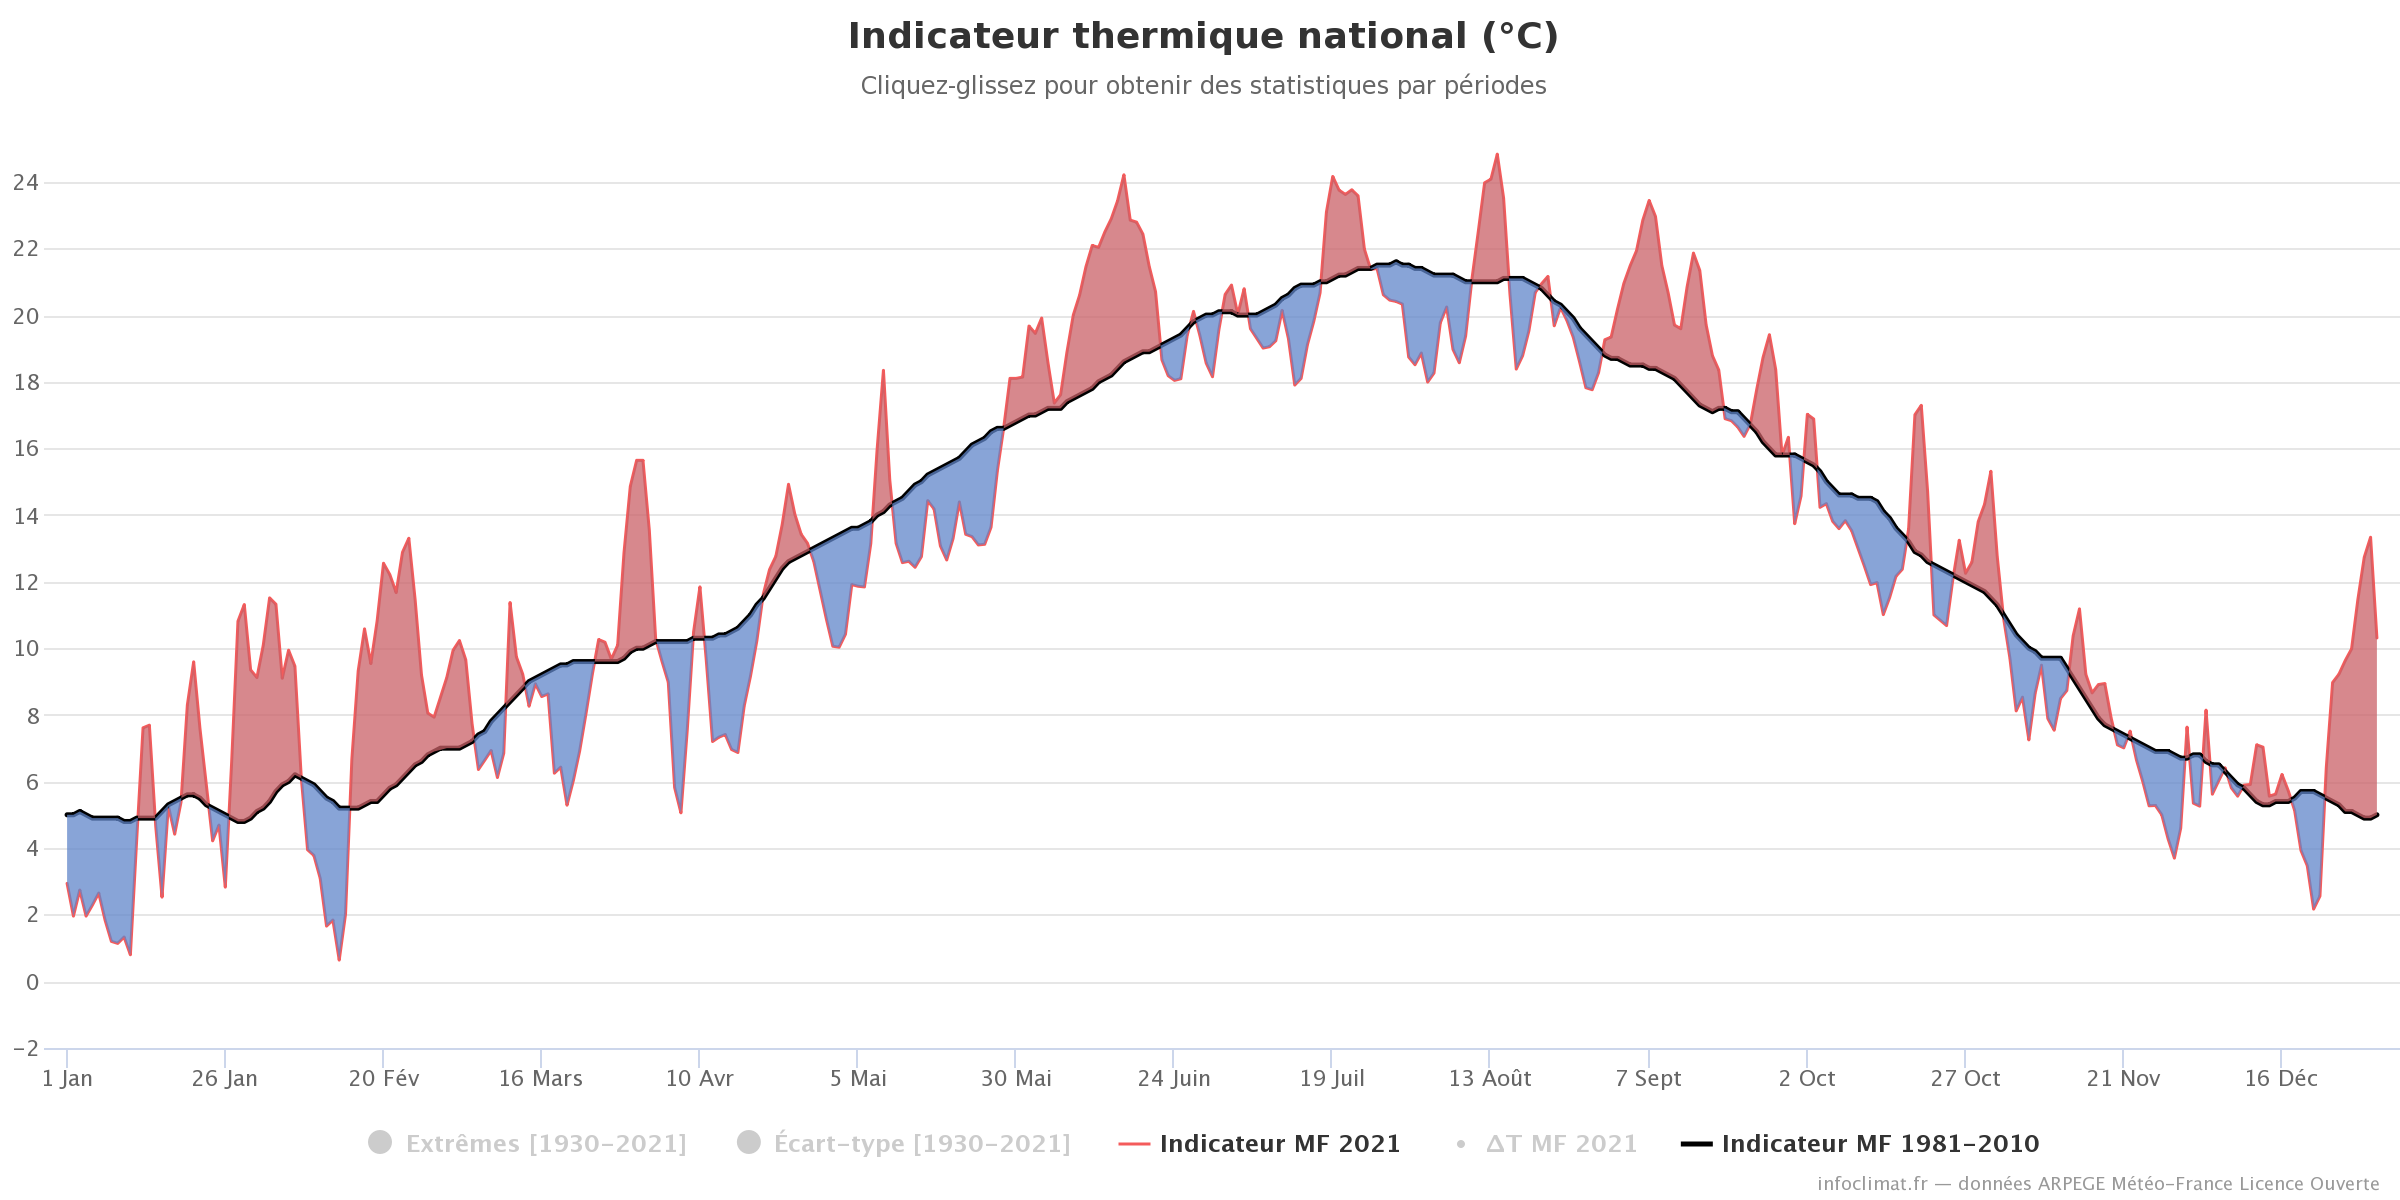 Indicateur thermique national (°C)
Cliquez-glissez pour obtenir des statistiques par périodes
24
22
20
18
16
14
12
10
8
6
4
2
0
−2
1 Jan 26 Jan 20 Fév 16 Mars 10 Avr 5 Mai 30 Mai 24 Juin 19 Juil 13 Août 7 Sept 2 Oct 27 Oct 21 Nov 16 Déc
Extrêmes [1930-2021] Écart-type [1930-2021] Indicateur MF 2021 ΔT MF 2021 Indicateur MF 1981-2010
infoclimat.fr — données ARPEGE Météo-France Licence Ouverte